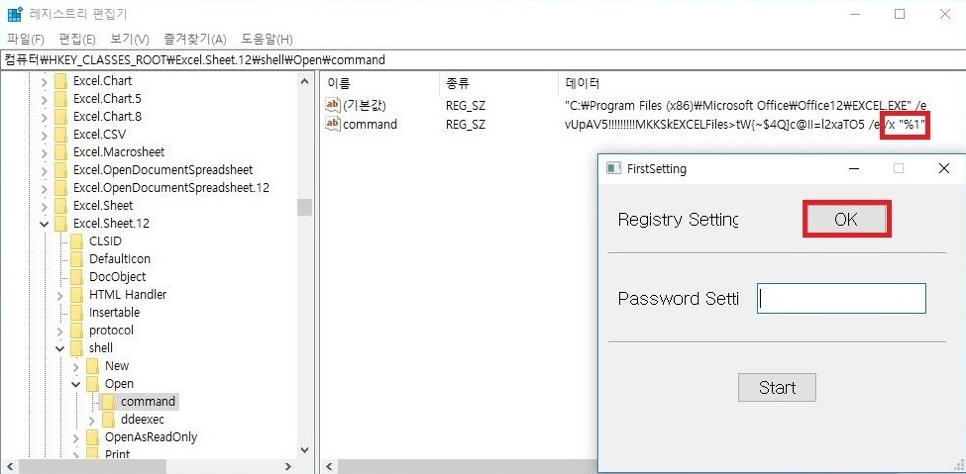 레지스트리 편집기
파일(F) 편집(E) 보기(V) 즐겨찾기(A) 도움말(H)
컴퓨터₩HKEY_CLASSES_ROOT₩Excel.Sheet.12₩shell₩Open₩command
Excel.Chart
Excel.Chart.5
Excel.Chart.8
Excel.CSV
Excel.Macrosheet
Excel.OpenDocumentSpreadsheet
Excel.OpenDocumentSpreadsheet.12
Excel.Sheet
Excel.Sheet.12
CLSID
DefaultIcon
DocObject
HTML Handler
Insertable
protocol
shell
New
Open
command
ddeexec
OpenAsReadOnly
Print
이름 종류 데이터
(기본값) REG_SZ "C:₩Program Files (x86)₩Microsoft Office₩Office12₩EXCEL.EXE" /e
command REG_SZ vUpAV5!!!!!!!!!MKKSkEXCELFiles>tW{~$4Q]c@II=l2xaTO5 /e /x "%1"
FirstSetting
Registry Setting OK
Password Setti
Start